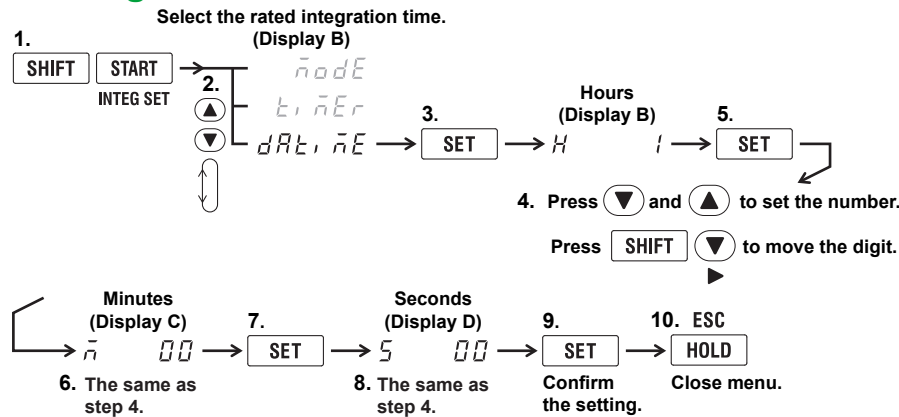 Select the rated integration time.
(Display B)
1.
SHIFT START
INTEG SET
2.
modE
timEr
dAtimE
3.
SET
Hours
(Display B)
H 1
5.
SET
4. Press ▼ and ▲ to set the number.
Press SHIFT ▼ to move the digit.
▶
Minutes
(Display C)
m 00
6. The same as
step 4.
7.
SET
Seconds
(Display D)
S 00
8. The same as
step 4.
9.
SET
Confirm
the setting.
10. ESC
HOLD
Close menu.